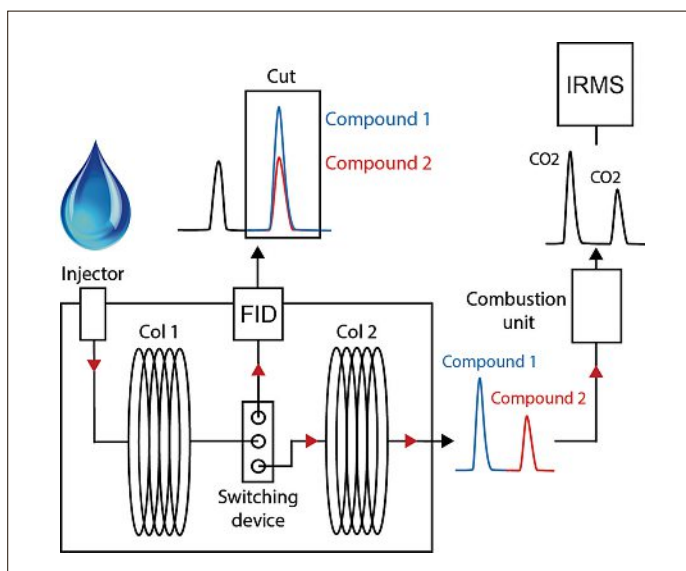 Cut
Compound 1
Compound 2
IRMS
CO2
CO2
Injector
FID
Col 1
Col 2
Combustion
unit
Compound 1
Compound 2
Switching
device